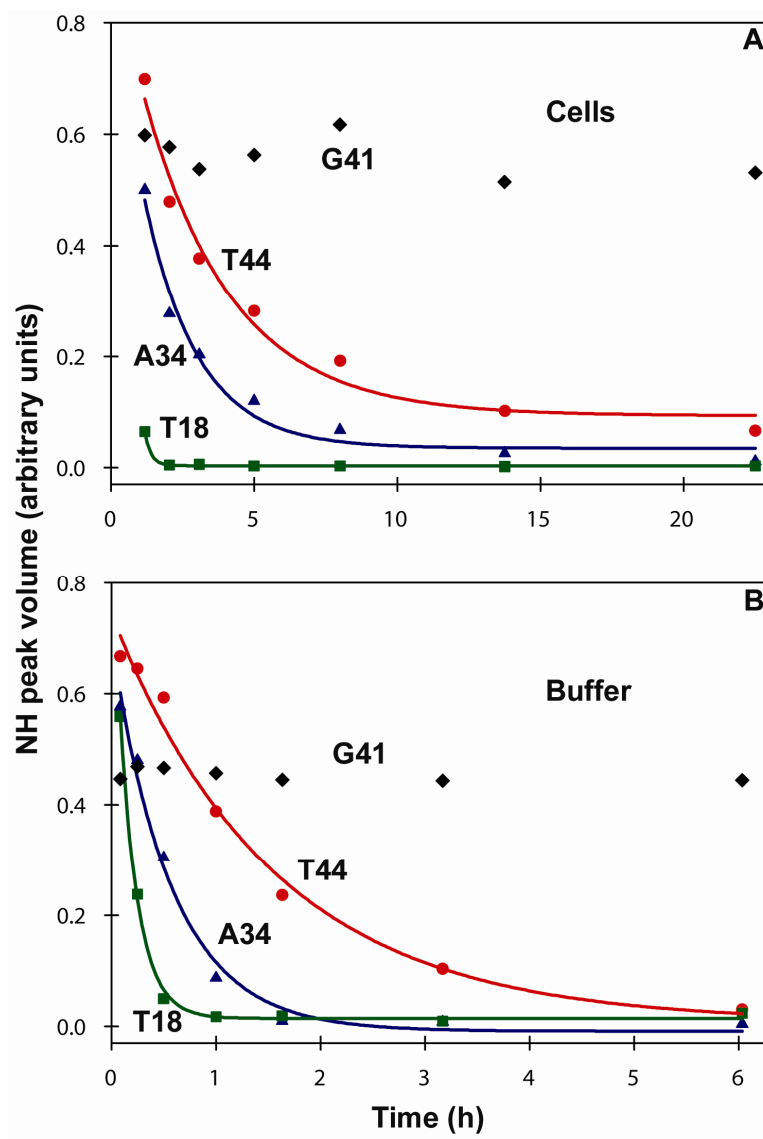 A
Cells
0.8
0.6
0.4
0.2
0.0
G41
T44
A34
T18
0 5 10 15 20
NH peak volume (arbitrary units)
B
Buffer
0.8
0.6
0.4
0.2
0.0
G41
T44
A34
T18
0 1 2 3 4 5 6
Time (h)